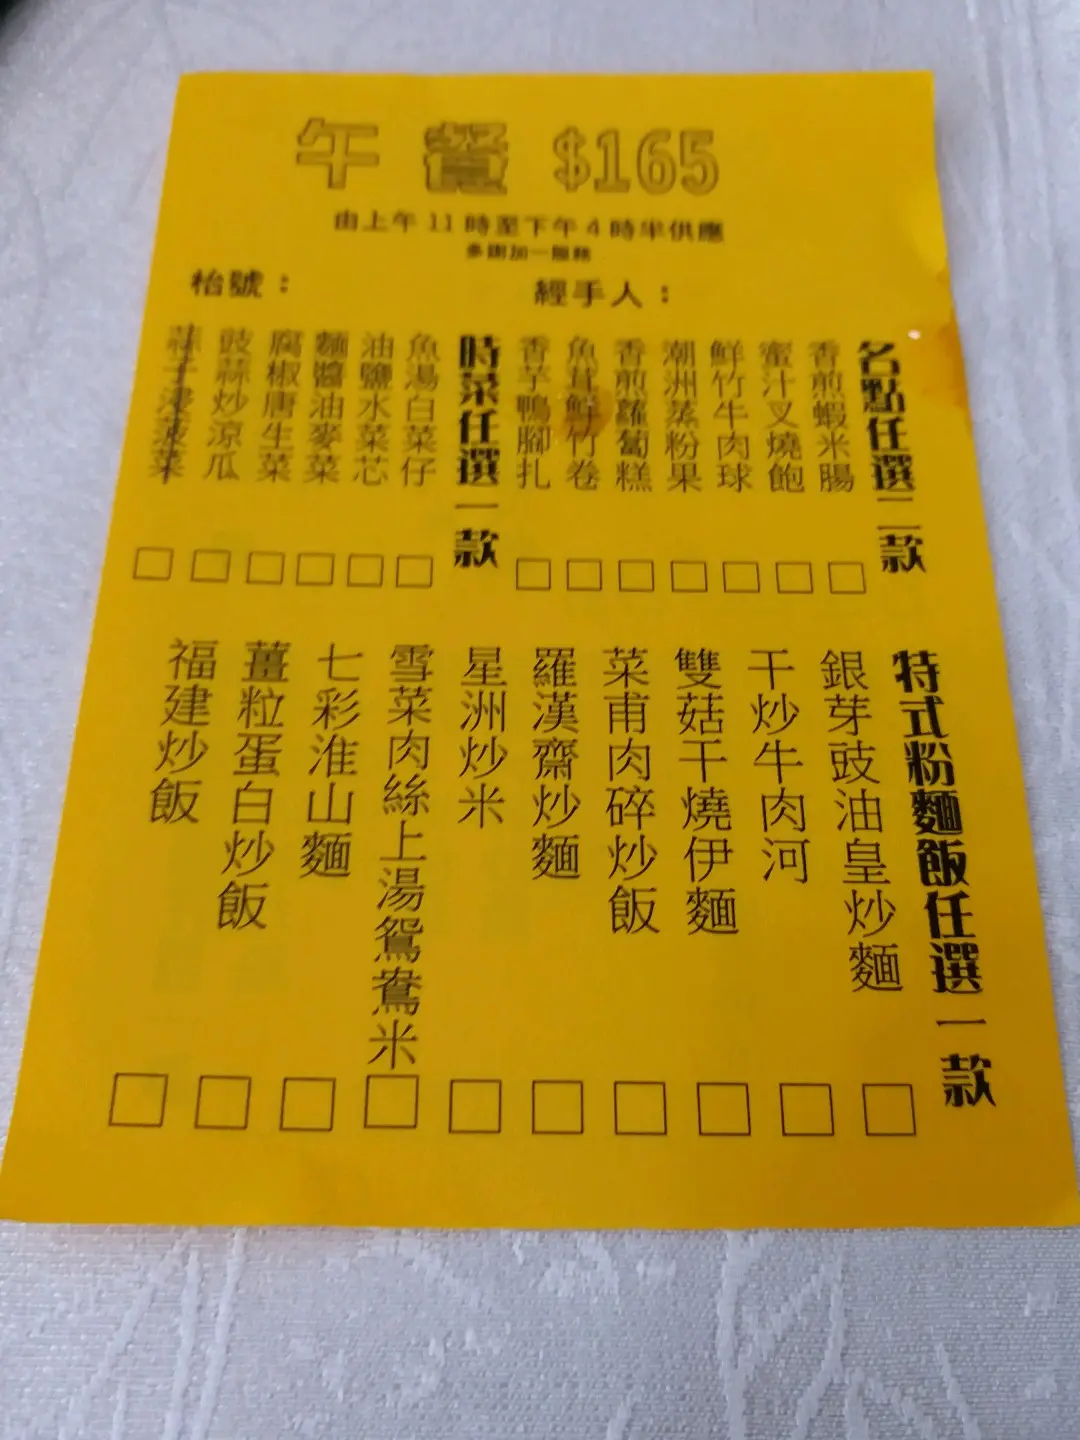 午餐 $165
由上午 11 時至下午 4 時半供應
多謝加一服務
枱號：
經手人：
名點任選二款
香煎蝦米腸
蜜汁叉燒飽
鮮竹牛肉球
潮洲蒸粉果
香煎蘿蔔糕
魚茸鮮竹卷
香芋鴨腳扎
時菜任選一款
魚湯白菜仔
油鹽水菜芯
麵醬油麥菜
腐椒唐生菜
豉蒜炒涼瓜
蒜子浸菠菜
特式粉麵飯任選一款
銀芽豉油皇炒麵
干炒牛肉河
雙菇干燒伊麵
菜甫肉碎炒飯
羅漢齋炒麵
星洲炒米
雪菜肉絲上湯鴛鴦米
七彩淮山麵
薑粒蛋白炒飯
福建炒飯